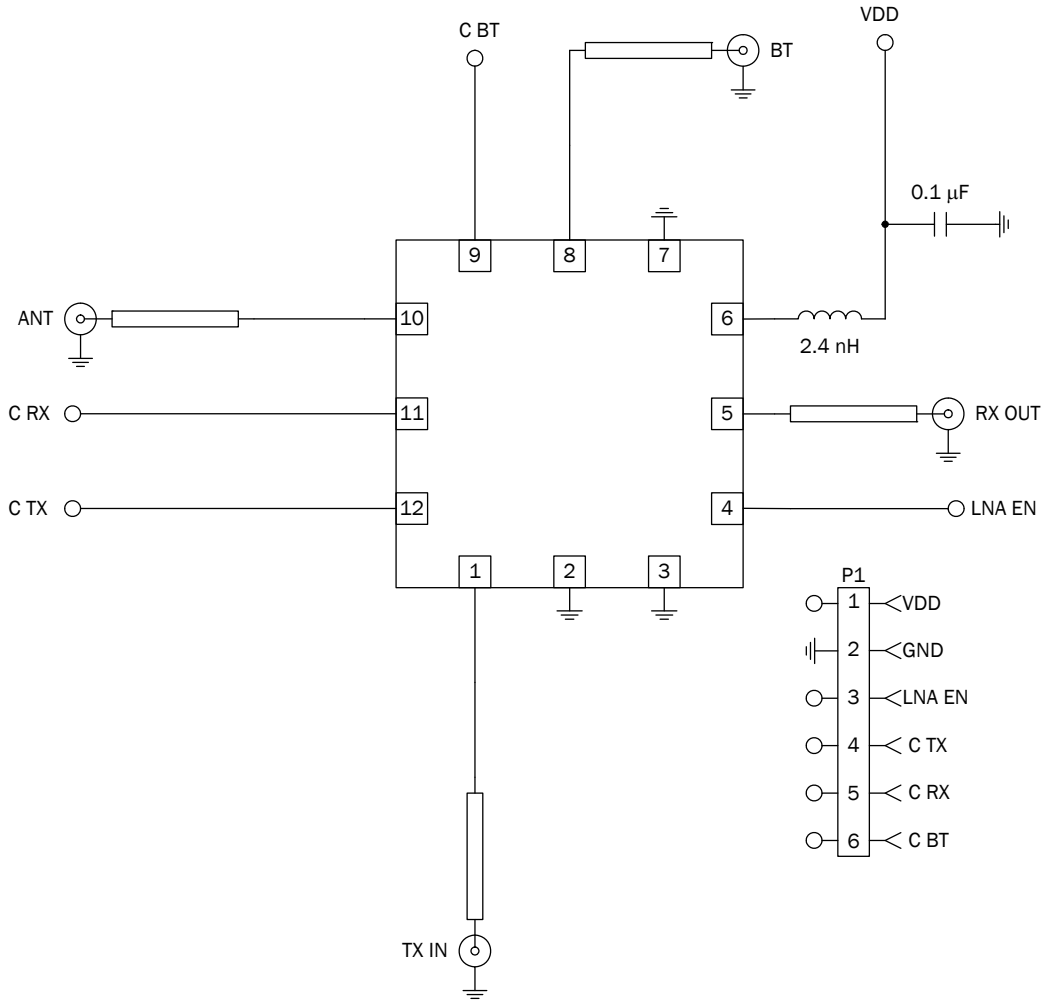 C BT
BT
VDD
0.1 μF
9
8
7
ANT
10
6
2.4 nH
C RX
11
5
RX OUT
C TX
12
4
LNA EN
1
2
3
P1
1
VDD
2
GND
3
LNA EN
4
C TX
5
C RX
6
C BT
TX IN